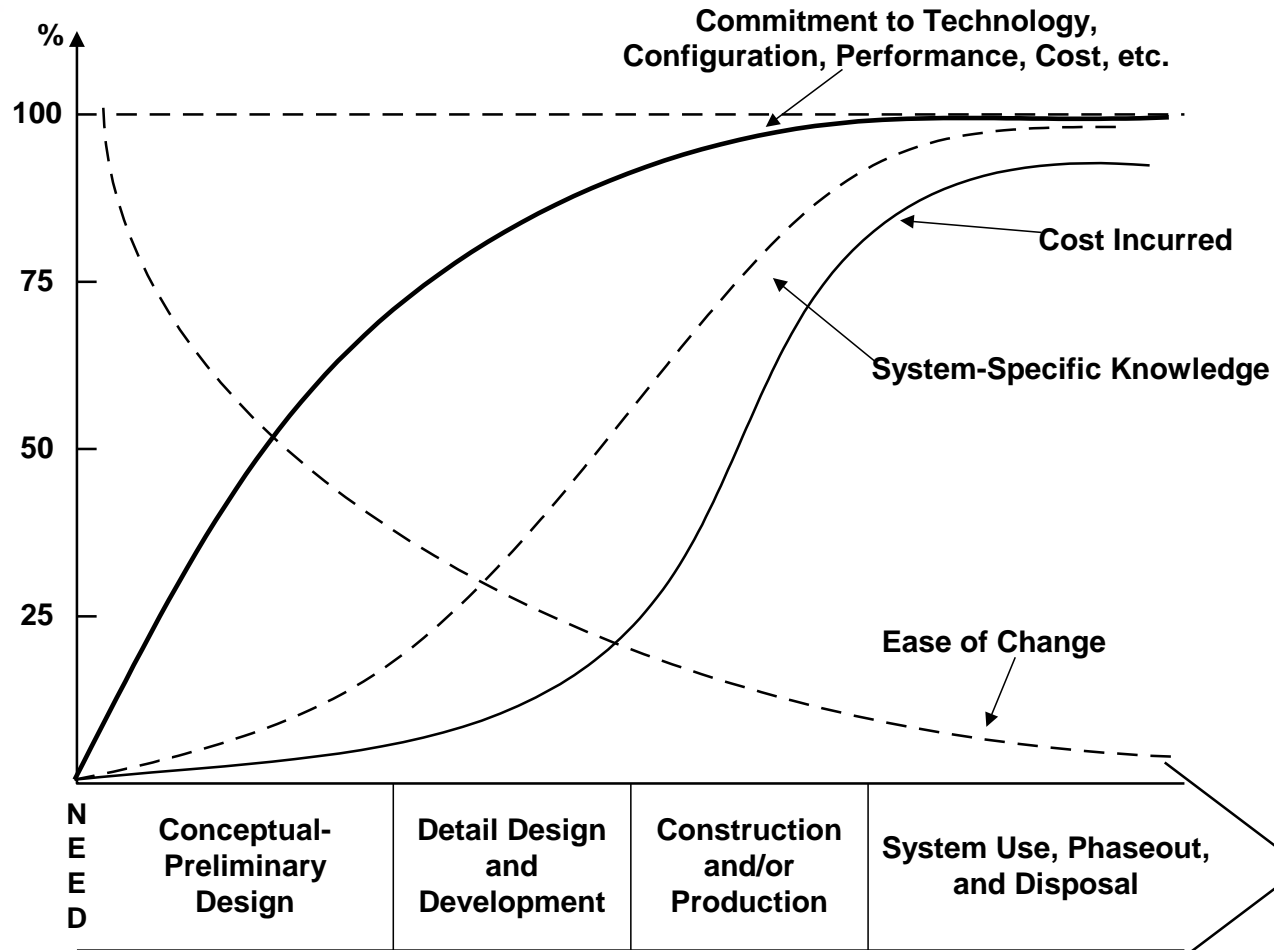 Commitment to Technology,
Configuration, Performance, Cost, etc.
%
100
75
50
25
Cost Incurred
System-Specific Knowledge
Ease of Change
N
E
E
D
Conceptual-
Preliminary
Design
Detail Design
and
Development
Construction
and/or
Production
System Use, Phaseout,
and Disposal